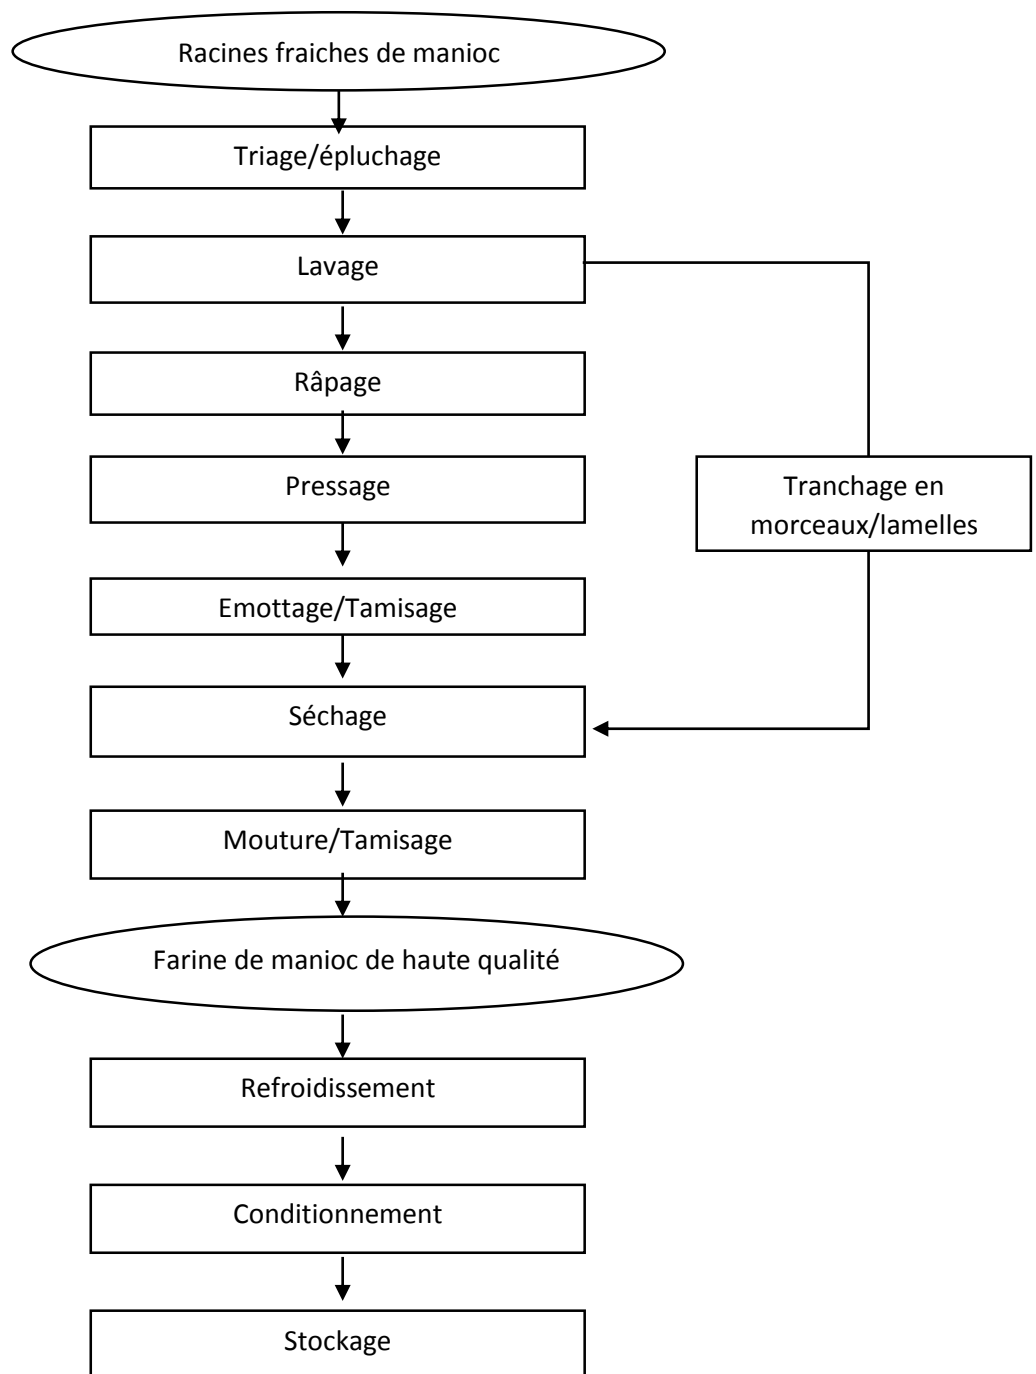 Racines fraiches de manioc
Triage/épluchage
Lavage
Râpage
Pressage
Tranchage en
morceaux/lamelles
Emottage/Tamisage
Séchage
Mouture/Tamisage
Farine de manioc de haute qualité
Refroidissement
Conditionnement
Stockage